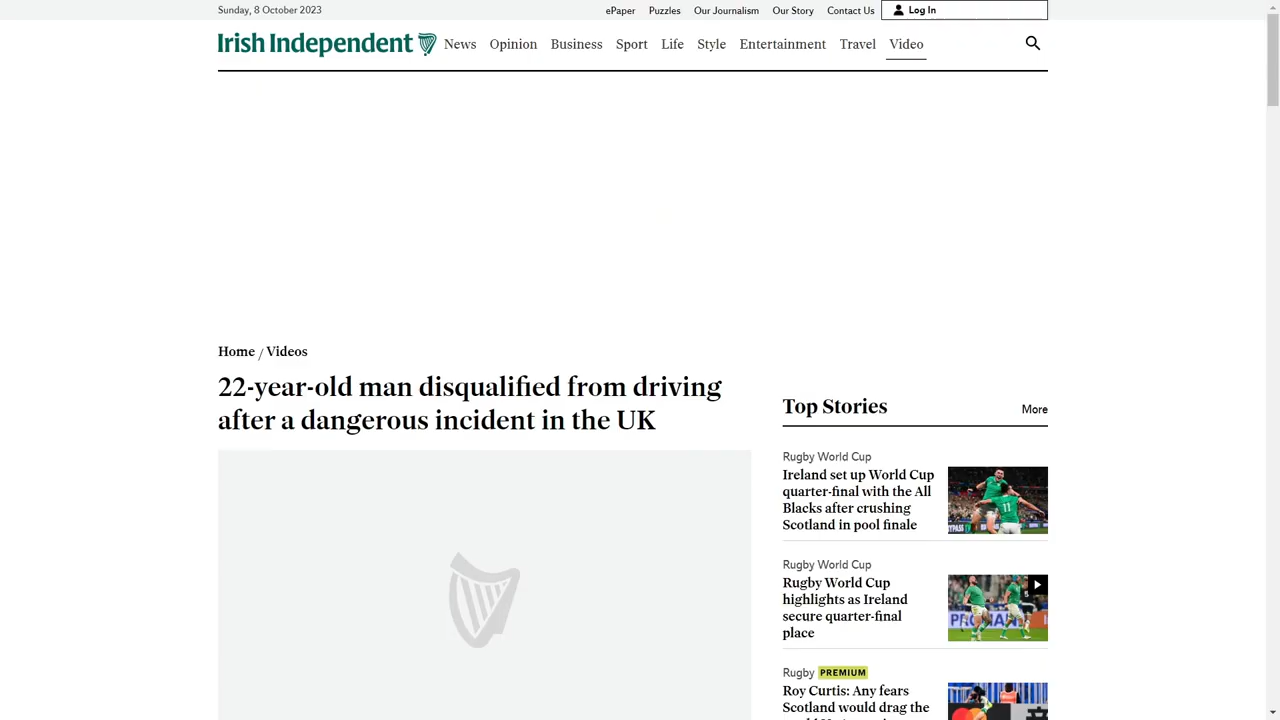 Sunday, 8 October 2023
ePaper
Puzzles
Our Journalism
Our Story
Contact Us
Log In
Irish Independent
News
Opinion
Business
Sport
Life
Style
Entertainment
Travel
Video
Home / Videos
22-year-old man disqualified from driving
after a dangerous incident in the UK
Top Stories
More
Rugby World Cup
Ireland set up World Cup
quarter-final with the All
Blacks after crushing
Scotland in pool finale
11
Rugby World Cup
Rugby World Cup
highlights as Ireland
secure quarter-final
place
Rugby PREMIUM
Roy Curtis: Any fears
Scotland would drag the